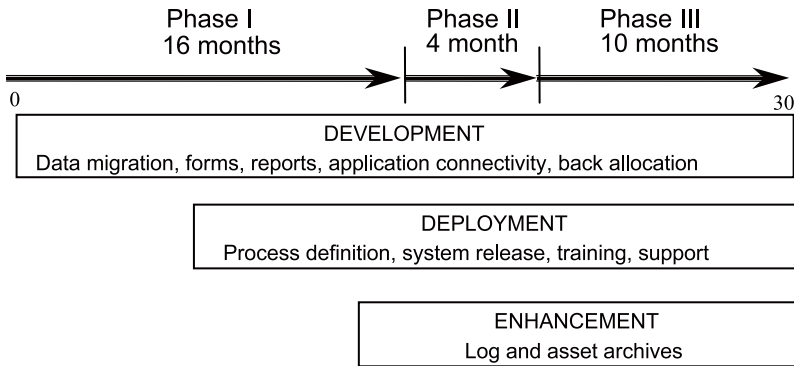 Phase I
16 months
Phase II
4 month
Phase III
10 months
0
30
DEVELOPMENT
Data migration, forms, reports, application connectivity, back allocation
DEPLOYMENT
Process definition, system release, training, support
ENHANCEMENT
Log and asset archives